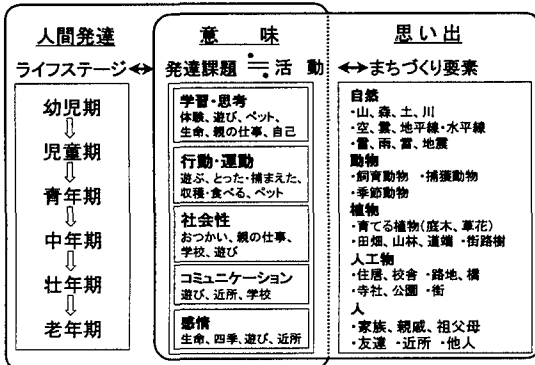 人間発達
ライフステージ
幼児期
⇩
児童期
⇩
青年期
⇩
中年期
⇩
壮年期
⇩
老年期
↔
意 味
発達課題 ≒ 活 動
学習・思考
体験、遊び、ペット、
生命、親の仕事、自己
行動・運動
遊ぶ、とった・捕まえた、
収穫・食べる、ペット
社会性
おつかい、親の仕事、
学校、遊び
コミュニケーション
遊び、近所、学校
感情
生命、四季、遊び、近所
↔
思い出
まちづくり要素
自然
・山、森、土、川
・空、雲、地平線・水平線
・雪、雨、雷、地震
動物
・飼育動物 ・捕獲動物
・季節動物
植物
・育てる植物(庭木、草花)
・田畑、山林、道端 ・街路樹
人工物
・住居、校舎 ・路地、橋
・寺社、公園 ・街
人
・家族、親戚、祖父母
・友達 ・近所 ・他人